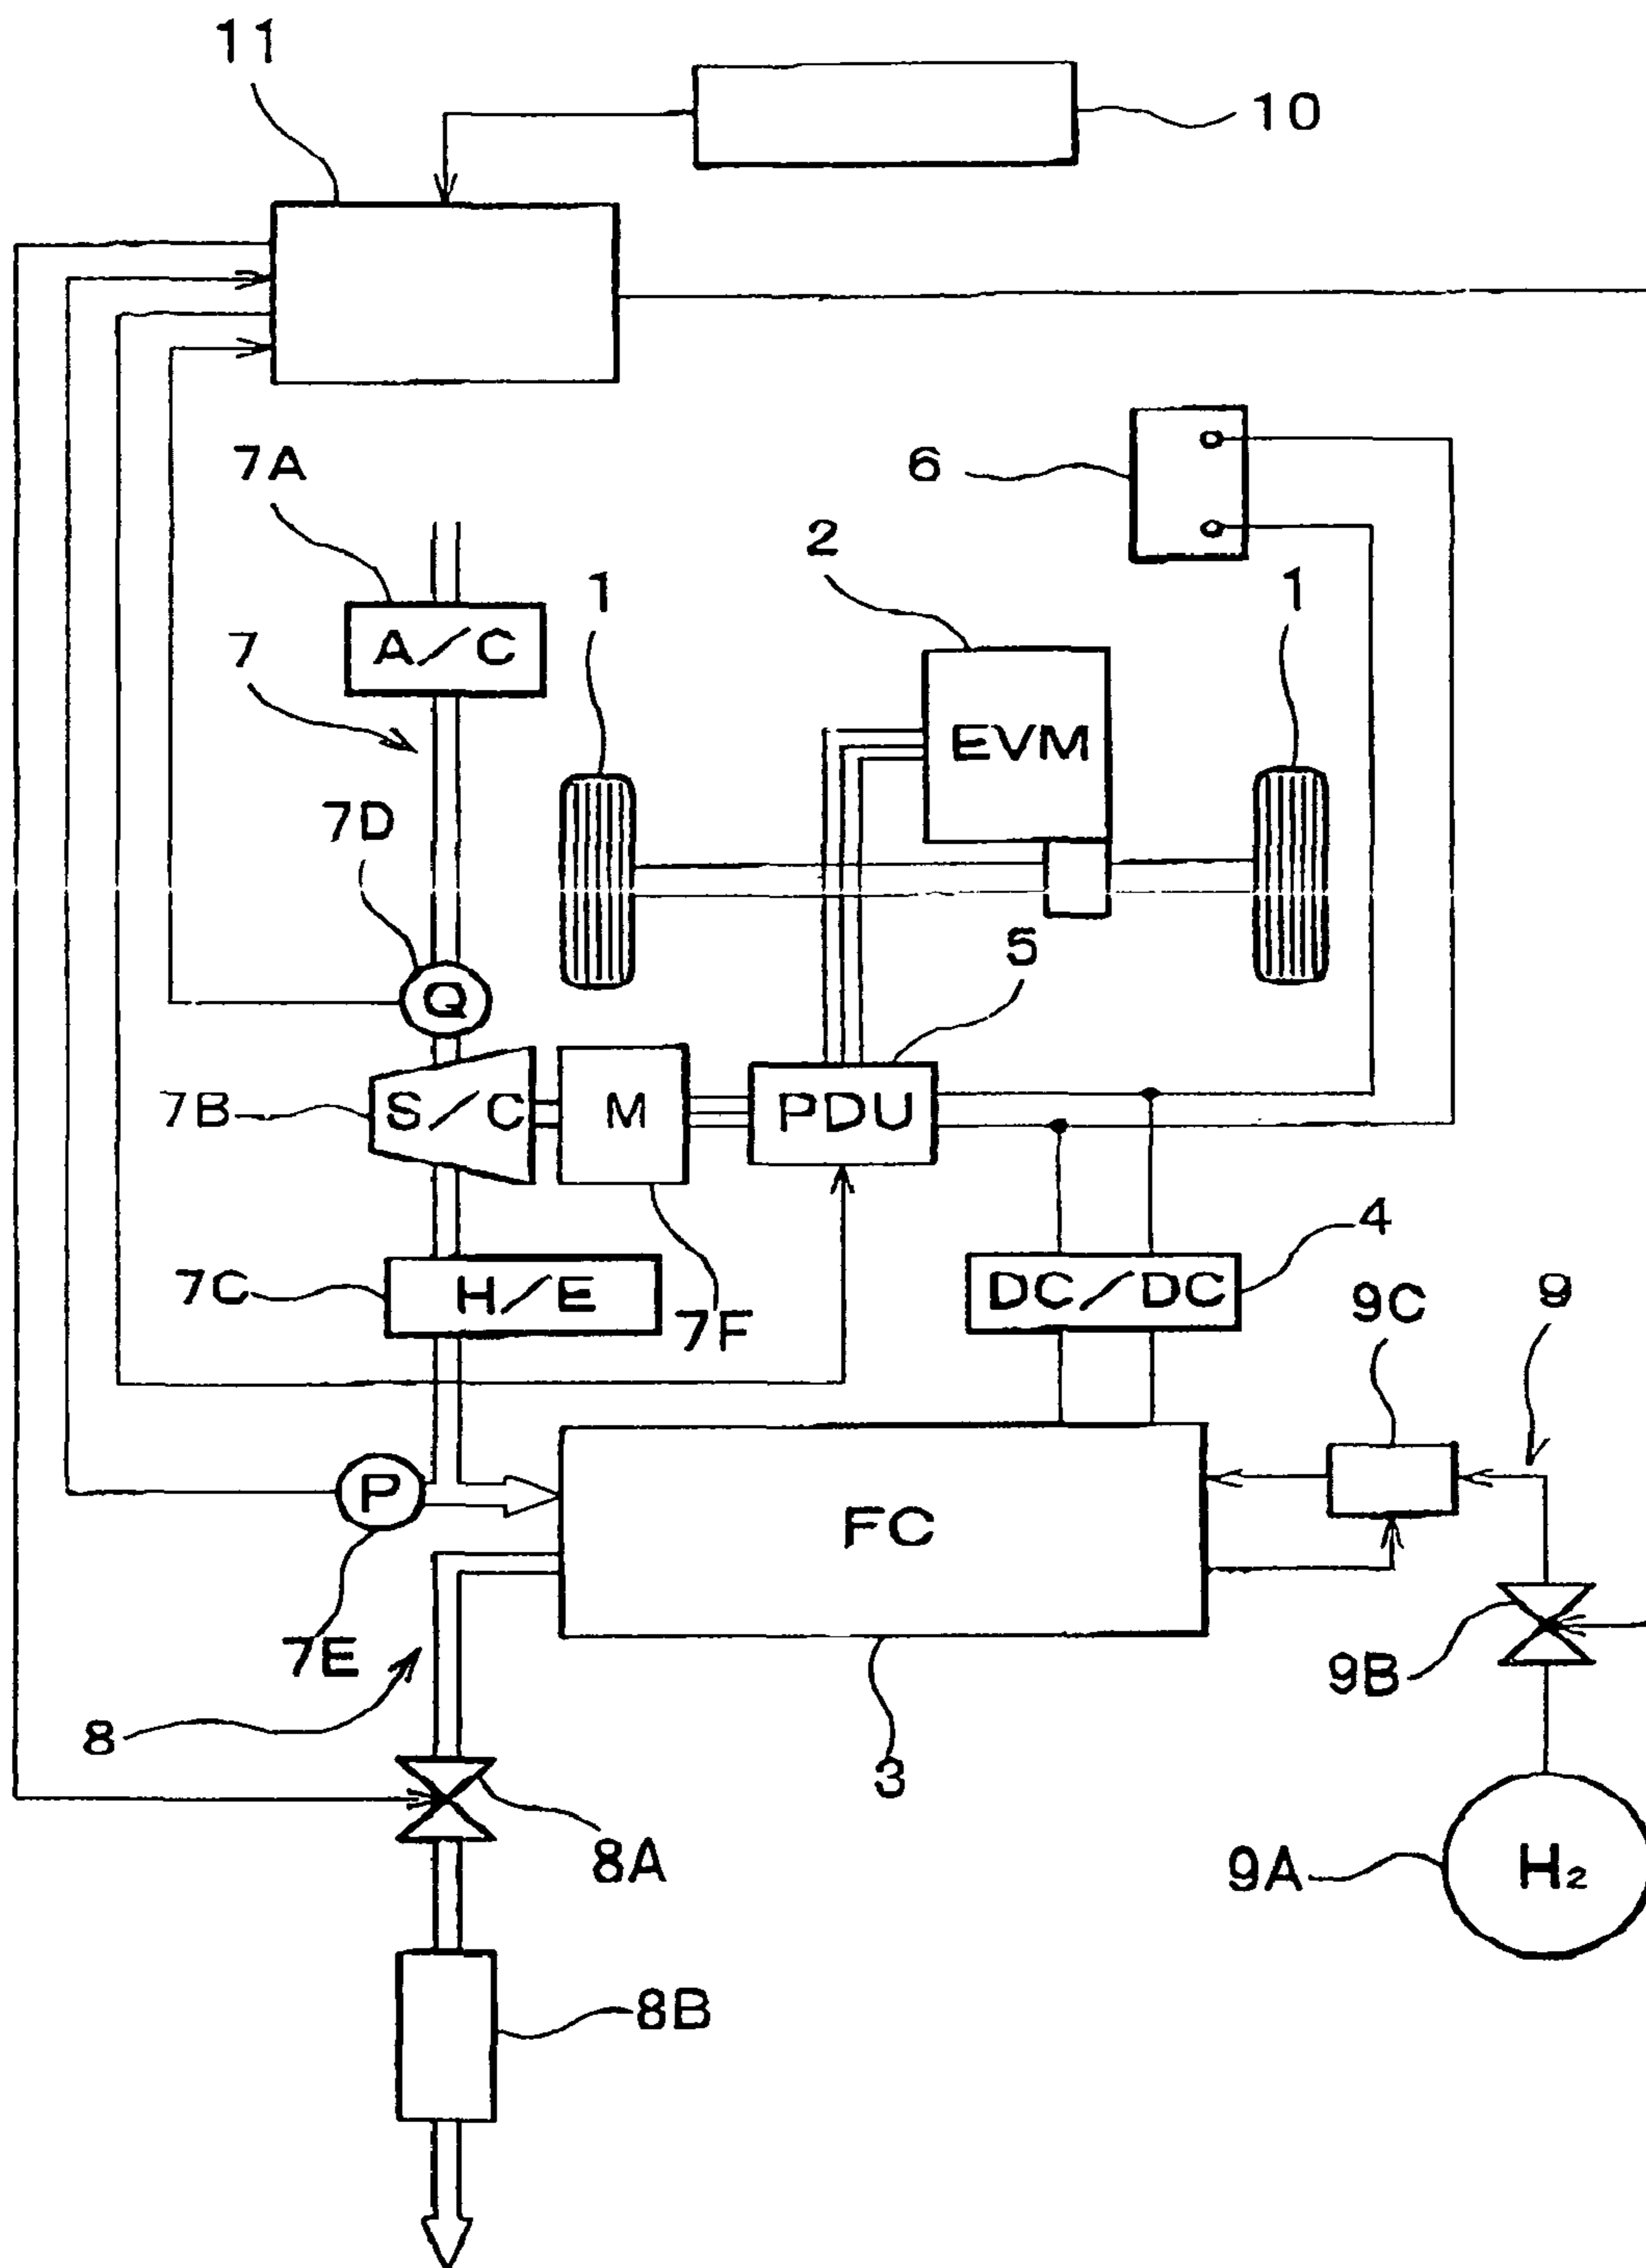 11
10
7A
6
2
1
1
A/C
7
EVM
7D
5
Q
7B
S/C
M
PDU
4
7C
H/E
7F
DC/DC
9C
9
P
FC
7E
9B
8
3
8A
9A
H₂
8B